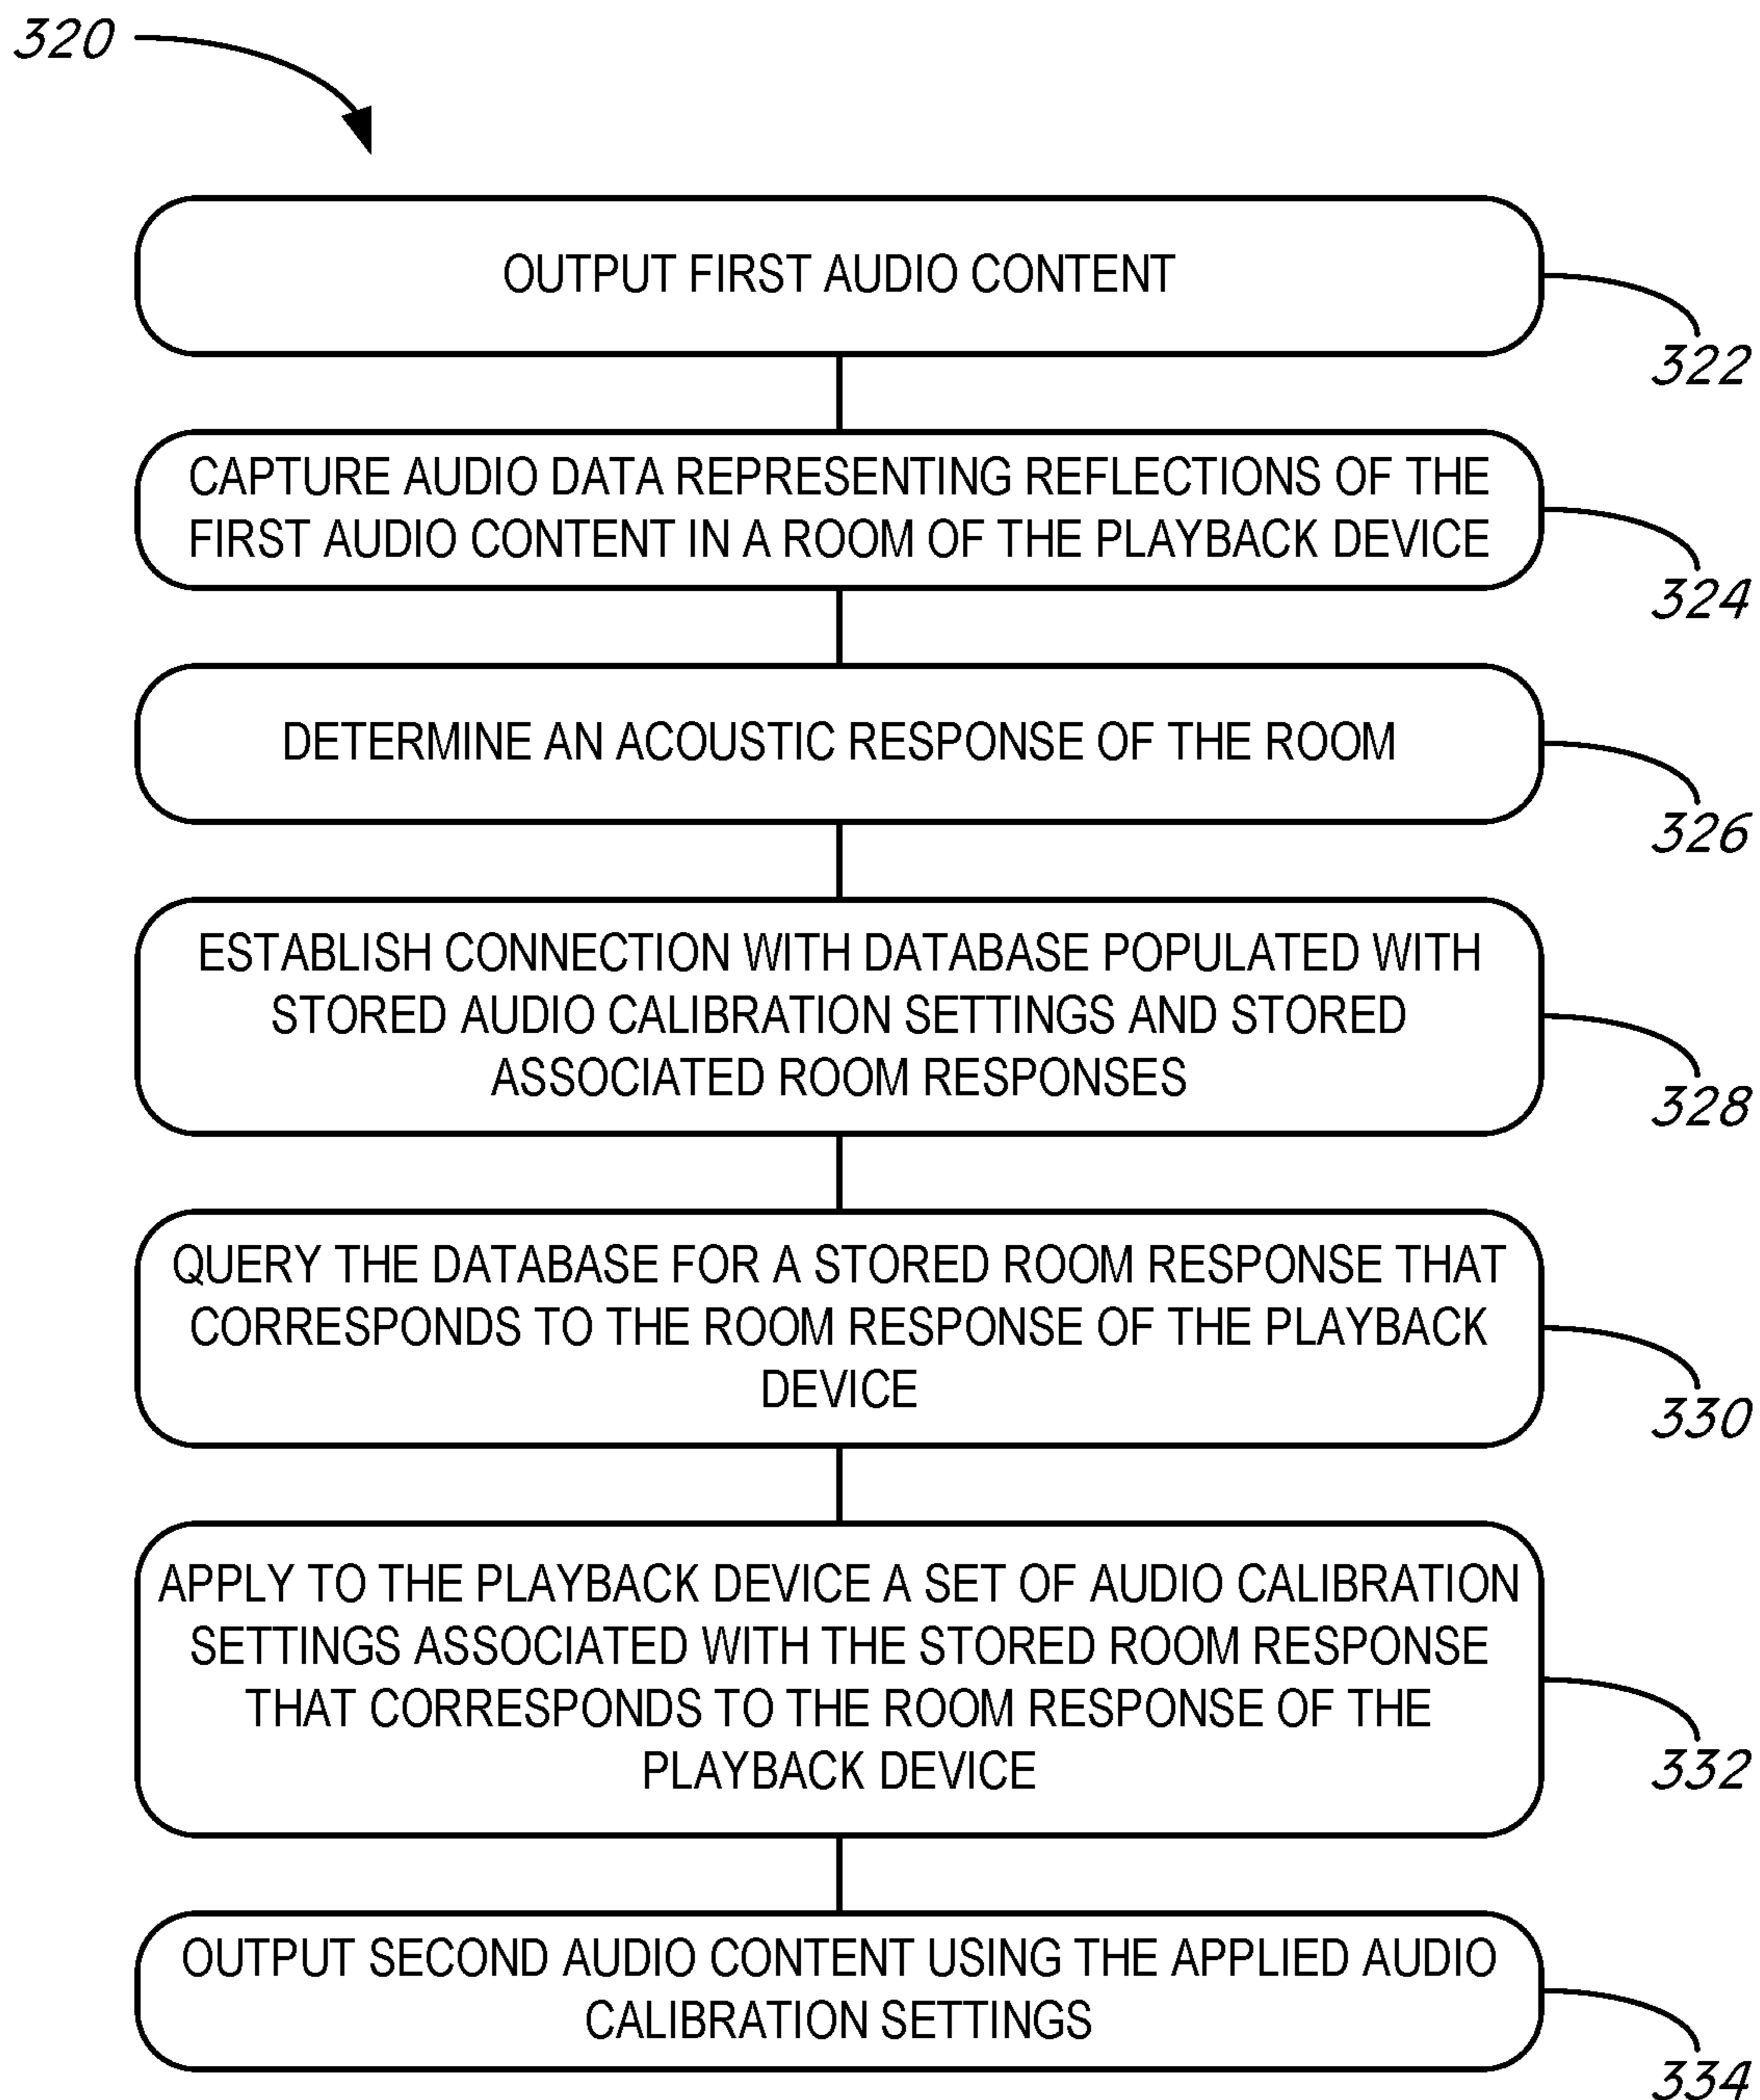 320
OUTPUT FIRST AUDIO CONTENT
322
CAPTURE AUDIO DATA REPRESENTING REFLECTIONS OF THE
FIRST AUDIO CONTENT IN A ROOM OF THE PLAYBACK DEVICE
324
DETERMINE AN ACOUSTIC RESPONSE OF THE ROOM
326
ESTABLISH CONNECTION WITH DATABASE POPULATED WITH
STORED AUDIO CALIBRATION SETTINGS AND STORED
ASSOCIATED ROOM RESPONSES
328
QUERY THE DATABASE FOR A STORED ROOM RESPONSE THAT
CORRESPONDS TO THE ROOM RESPONSE OF THE PLAYBACK
DEVICE
330
APPLY TO THE PLAYBACK DEVICE A SET OF AUDIO CALIBRATION
SETTINGS ASSOCIATED WITH THE STORED ROOM RESPONSE
THAT CORRESPONDS TO THE ROOM RESPONSE OF THE
PLAYBACK DEVICE
332
OUTPUT SECOND AUDIO CONTENT USING THE APPLIED AUDIO
CALIBRATION SETTINGS
334